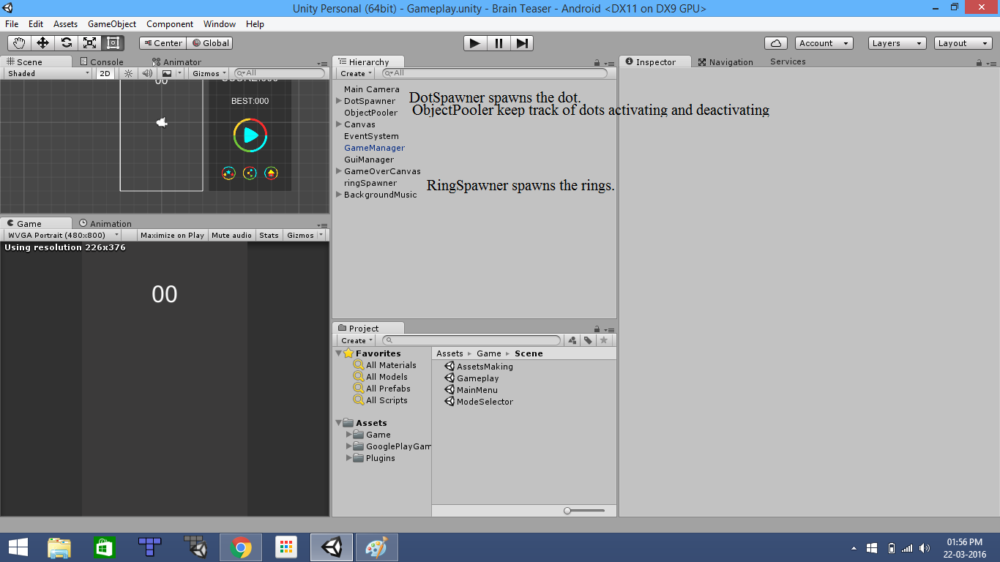 Unity Personal (64bit) - Gameplay.unity - Brain Teaser - Android <DX11 on DX9 GPU>
File Edit Assets GameObject Component Window Help
Center Global Account Layers Layout
Scene Console Animator
Shaded 2D Gizmos All
00
BEST:000
Game Animation
WVGA Portrait (480x800) Maximize on Play Mute audio Stats Gizmos
Using resolution 226x376
00
Hierarchy
Create All
Main Camera
DotSpawner DotSpawner spawns the dot.
ObjectPooler ObjectPooler keep track of dots activating and deactivating
Canvas
EventSystem
GameManager
GuiManager
GameOverCanvas
ringSpawner RingSpawner spawns the rings.
BackgroundMusic
Project
Create
Favorites
All Materials
All Models
All Prefabs
All Scripts
Assets
Game
GooglePlayGam
Plugins
Assets Game Scene
AssetsMaking
Gameplay
MainMenu
ModeSelector
Inspector Navigation Services
01:56 PM
22-03-2016